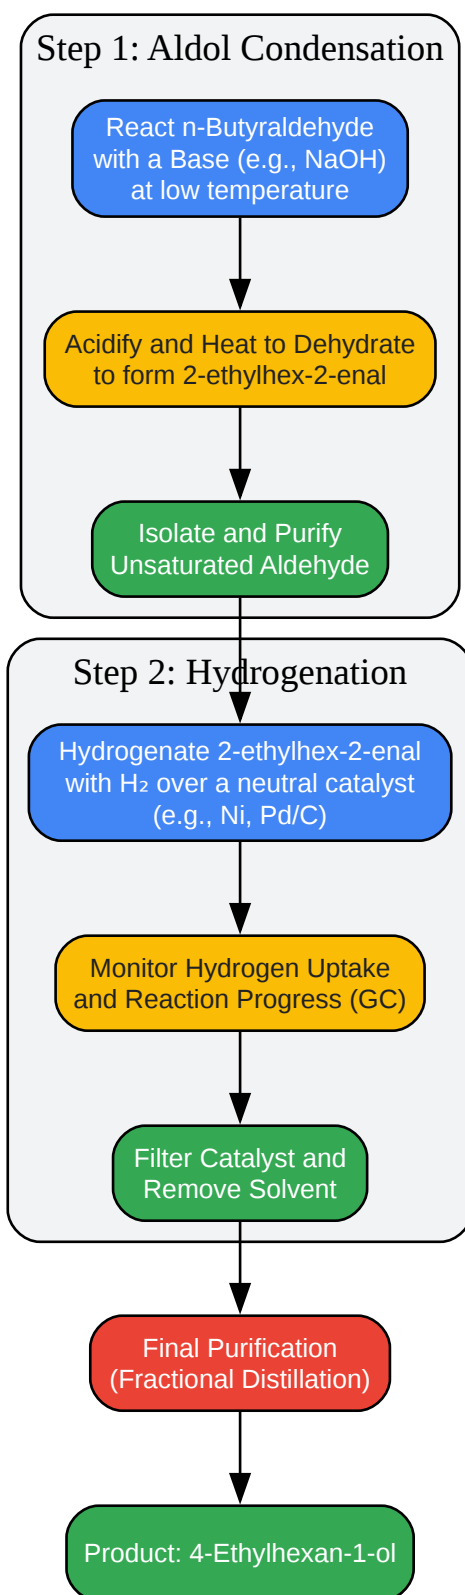 Step 1: Aldol Condensation
React n-Butyraldehyde
with a Base (e.g., NaOH)
at low temperature
Acidify and Heat to Dehydrate
to form 2-ethylhex-2-enal
Isolate and Purify
Unsaturated Aldehyde
Step 2: Hydrogenation
Hydrogenate 2-ethylhex-2-enal
with H₂ over a neutral catalyst
(e.g., Ni, Pd/C)
Monitor Hydrogen Uptake
and Reaction Progress (GC)
Filter Catalyst and
Remove Solvent
Final Purification
(Fractional Distillation)
Product: 4-Ethylhexan-1-ol